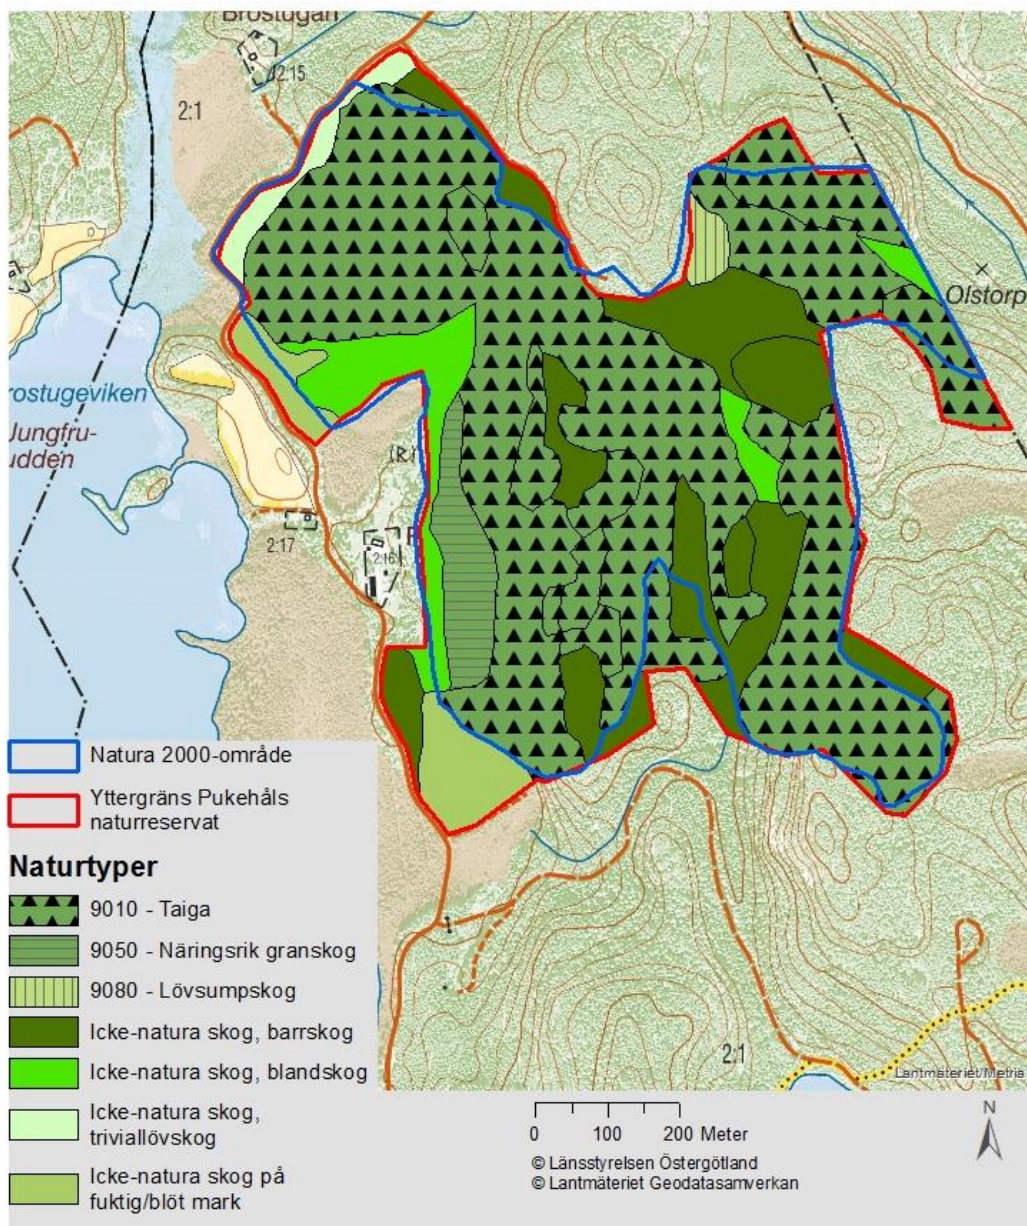 Brostugan
2:15
2:1
Olstorp
rostugeviken
Jungfru-
udden
(R)
2:17
2:16
Natura 2000-område
Yttergräns Pukehåls
naturreservat
Naturtyper
9010 - Taiga
9050 - Näringsrik granskog
9080 - Lövsumpskog
Icke-natura skog, barrskog
Icke-natura skog, blandskog
Icke-natura skog,
triviallövskog
Icke-natura skog på
fuktig/blöt mark
2:1
Lantmäteriet/Metria
0 100 200 Meter
© Länsstyrelsen Östergötland
© Lantmäteriet Geodatasamverkan
N